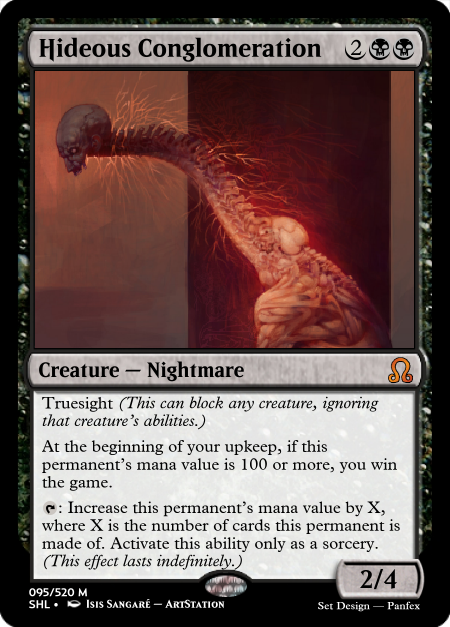 Hideous Conglomeration 2
Creature — Nightmare
Truesight (This can block any creature, ignoring
that creature's abilities.)
At the beginning of your upkeep, if this
permanent's mana value is 100 or more, you win
the game.
: Increase this permanent's mana value by X,
where X is the number of cards this permanent is
made of. Activate this ability only as a sorcery.
(This effect lasts indefinitely.)
2/4
095/520 M
SHL • Isis Sangaré — ArtStation
Set Design — Panfex